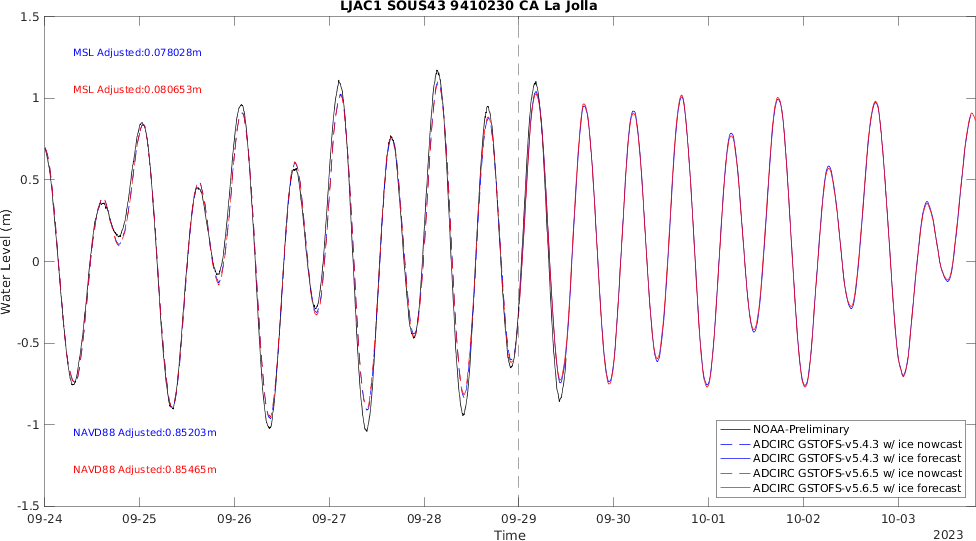 LJAC1 SOUS43 9410230 CA La Jolla
1.5
MSL Adjusted:0.078028m
MSL Adjusted:0.080653m
1
0.5
0
-0.5
-1
-1.5
Water Level (m)
NAVD88 Adjusted:0.85203m
NAVD88 Adjusted:0.85465m
NOAA-Preliminary
ADCIRC GSTOFS-v5.4.3 w/ ice nowcast
ADCIRC GSTOFS-v5.4.3 w/ ice forecast
ADCIRC GSTOFS-v5.6.5 w/ ice nowcast
ADCIRC GSTOFS-v5.6.5 w/ ice forecast
09-24 09-25 09-26 09-27 09-28 09-29 09-30 10-01 10-02 10-03
Time
2023